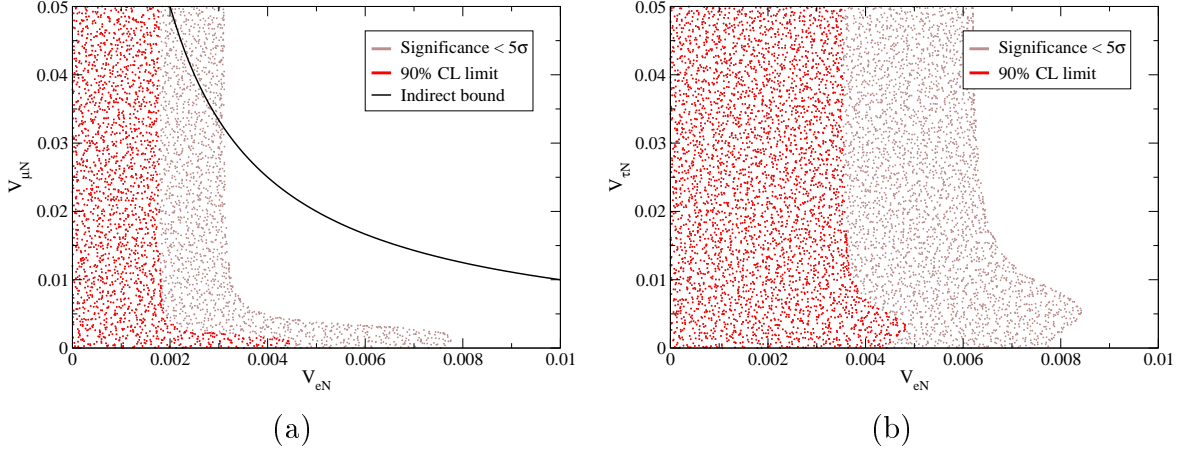 0.05
0.04
0.03
0.02
0.01
0
V_μN
Significance < 5σ
90% CL limit
Indirect bound
0 0.002 0.004 0.006 0.008 0.01
V_eN
(a)
0.05
0.04
0.03
0.02
0.01
0
V_τN
Significance < 5σ
90% CL limit
0 0.002 0.004 0.006 0.008 0.01
V_eN
(b)